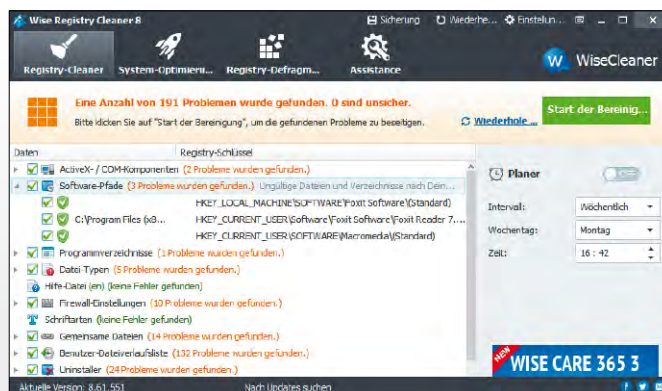 Wise Registry Cleaner 8 Sicherung Wiederhe... Einstellun...
Registry-Cleaner System-Optimieru... Registry-Defragm... Assistance WiseCleaner
Eine Anzahl von 191 Problemen wurde gefunden. 0 sind unsicher.
Bitte klicken Sie auf "Start der Bereinigung", um die gefundenen Probleme zu beseitigen. Wiederhole ... Start der Bereinig...
Daten Registry-Schlüssel
ActiveX- / COM-Komponenten (2 Probleme wurden gefunden.)
Software-Pfade (3 Probleme wurden gefunden.) Ungültige Dateien und Verzeichnisse nach Dein...
HKEY_LOCAL_MACHINE\SOFTWARE\Foxit Software\(Standard)
C:\Program Files (x8... HKEY_CURRENT_USER\Software\Foxit Software\Foxit Reader 7....
HKEY_CURRENT_USER\SOFTWARE\Macromedia\(Standard)
Programmverzeichnisse (1 Probleme wurden gefunden.)
Datei-Typen (5 Probleme wurden gefunden.)
Hilfe-Datei (en) (keine Fehler gefunden)
Firewall-Einstellungen (10 Probleme wurden gefunden.)
Schriftarten (keine Fehler gefunden)
Gemeinsame Dateien (14 Probleme wurden gefunden.)
Benutzer-Dateiverlaufsliste (132 Probleme wurden gefunden.)
Uninstaller (24 Probleme wurden gefunden.)
Planer
Interval: Wöchentlich
Wochentag: Montag
Zeit: 16 : 42
NEW WISE CARE 365 3
Aktuelle Version: 8.61.551 Nach Updates suchen